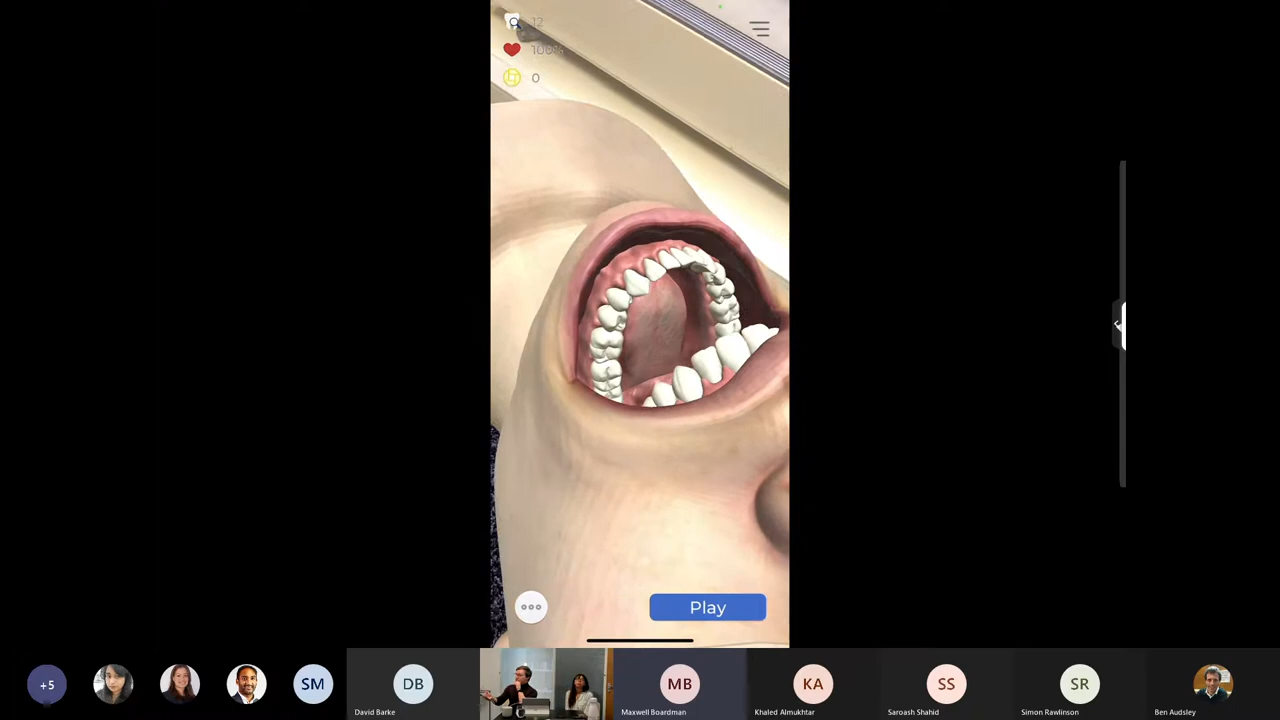 12
100%
0
Play
+5
SM
DB
David Barke
MB
Maxwell Boardman
KA
Khaled Almukhtar
SS
Saroash Shahid
SR
Simon Rawlinson
Ben Audsley